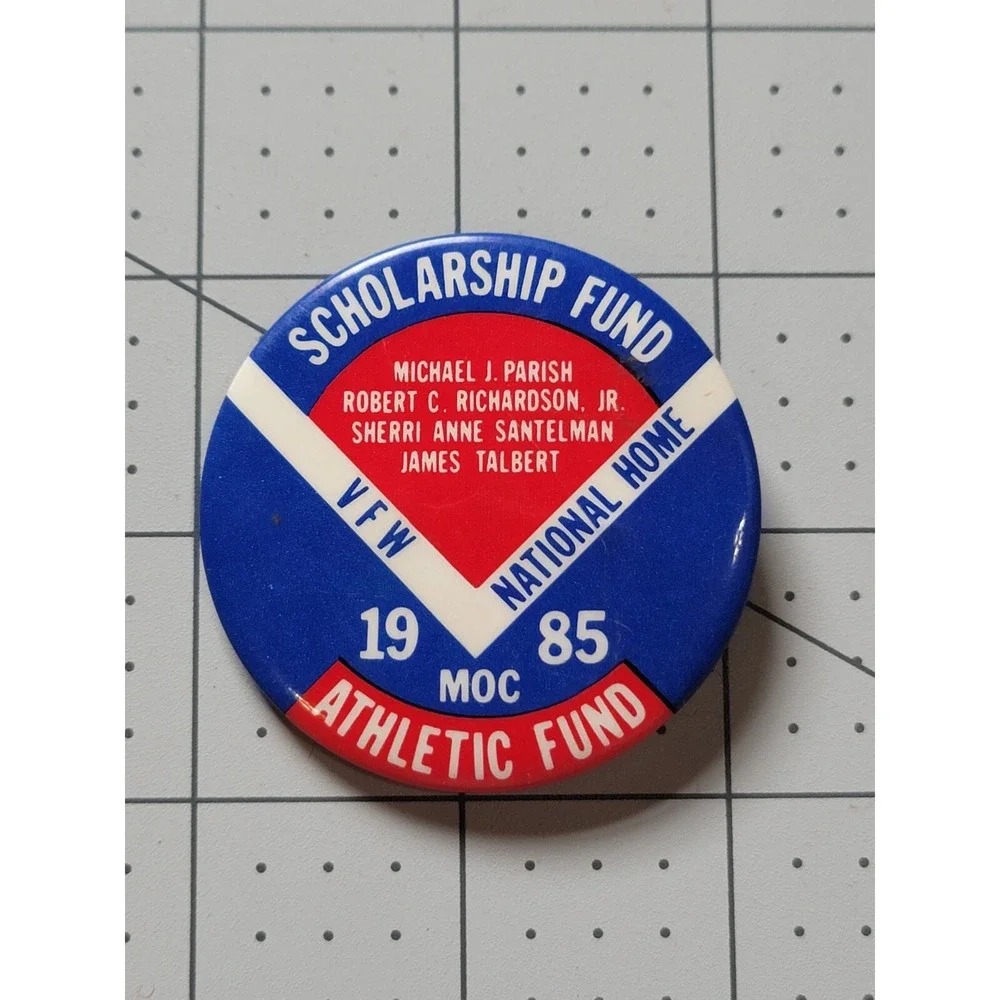 SCHOLARSHIP FUND
MICHAEL J. PARISH
ROBERT C. RICHARDSON, JR.
SHERRI ANNE SANTELMAN
JAMES TALBERT
VFW
NATIONAL HOME
19 85
MOC
ATHLETIC FUND